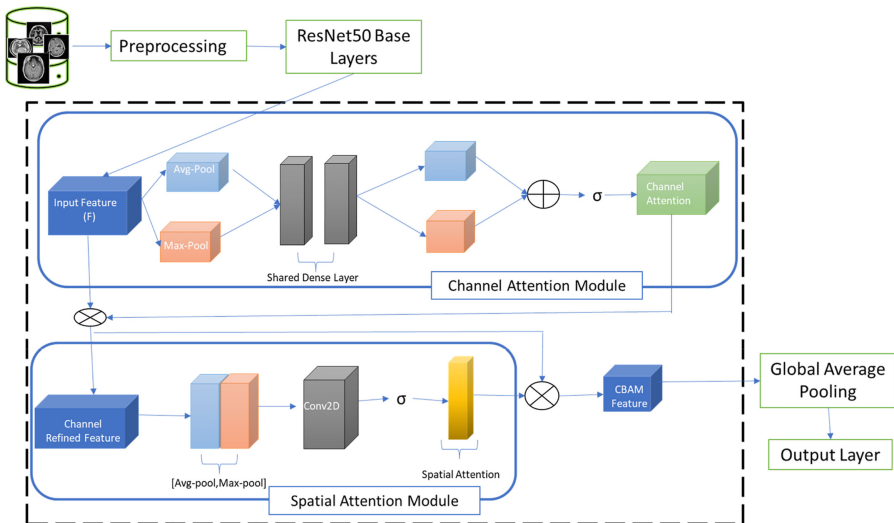 Preprocessing
ResNet50 Base
Layers
Input Feature
(F)
Avg-Pool
Max-Pool
Shared Dense Layer
σ
Channel
Attention
Channel Attention Module
Channel
Refined Feature
[Avg-pool,Max-pool]
Conv2D
σ
Spatial Attention
Spatial Attention Module
CBAM
Feature
Global Average
Pooling
Output Layer